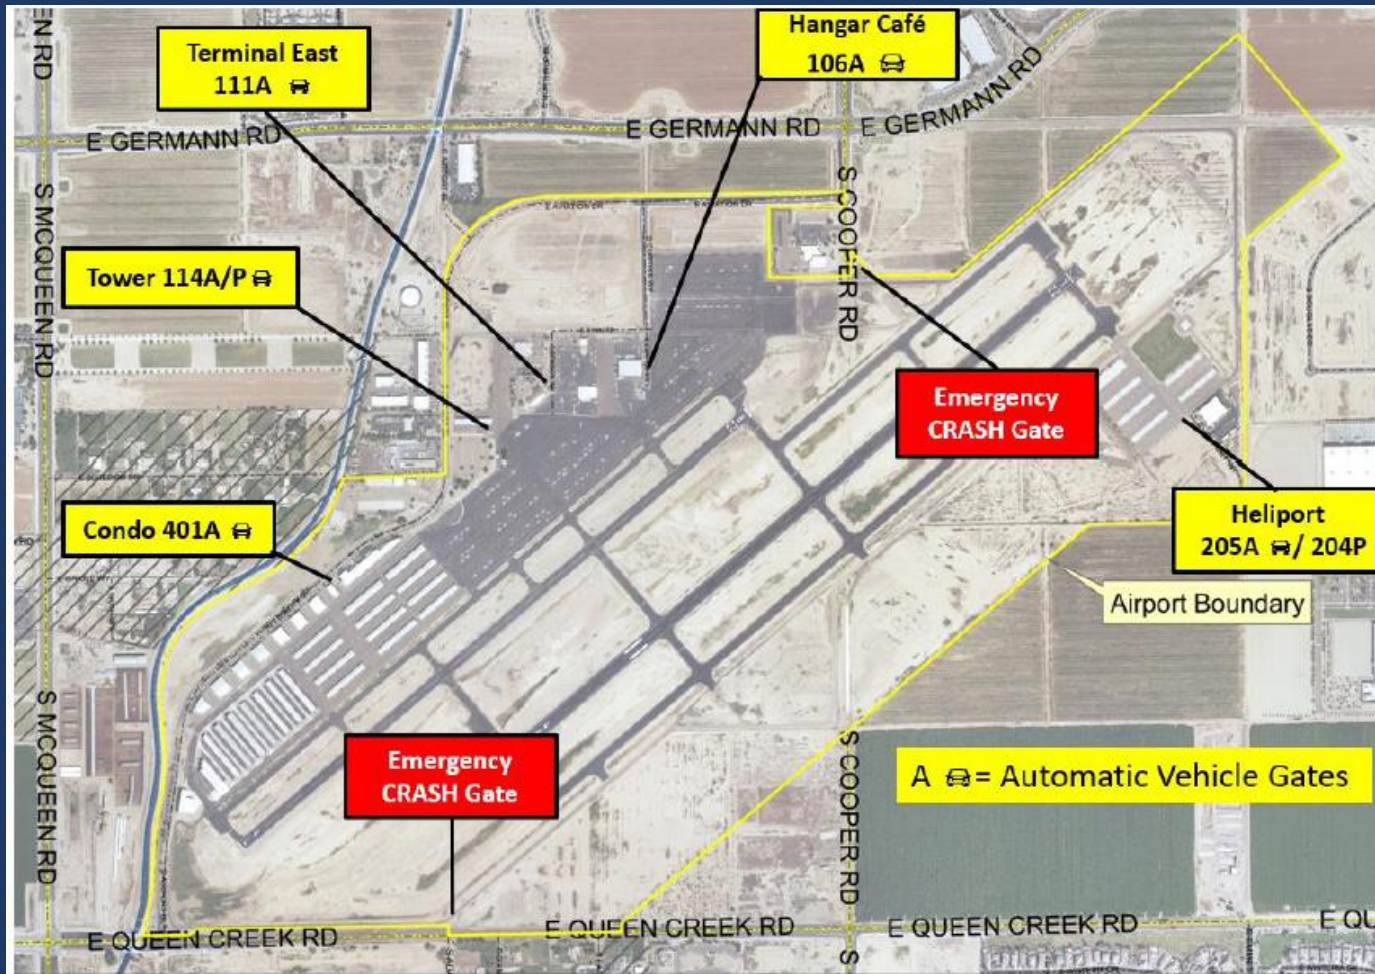 EN RD
Terminal East
111A
Hangar Café
106A
E GERMANN RD
E GERMANN RD
E GERMANN RD
S MCQUEEN RD
S COOPER RD
Tower 114A/P
Emergency
CRASH Gate
Condo 401A
Heliport
205A / 204P
Airport Boundary
S MCQUEEN RD
Emergency
CRASH Gate
S COOPER RD
A = Automatic Vehicle Gates
E QUEEN CREEK RD
E QUEEN CREEK RD
E QUEEN CREEK RD
E QU
S